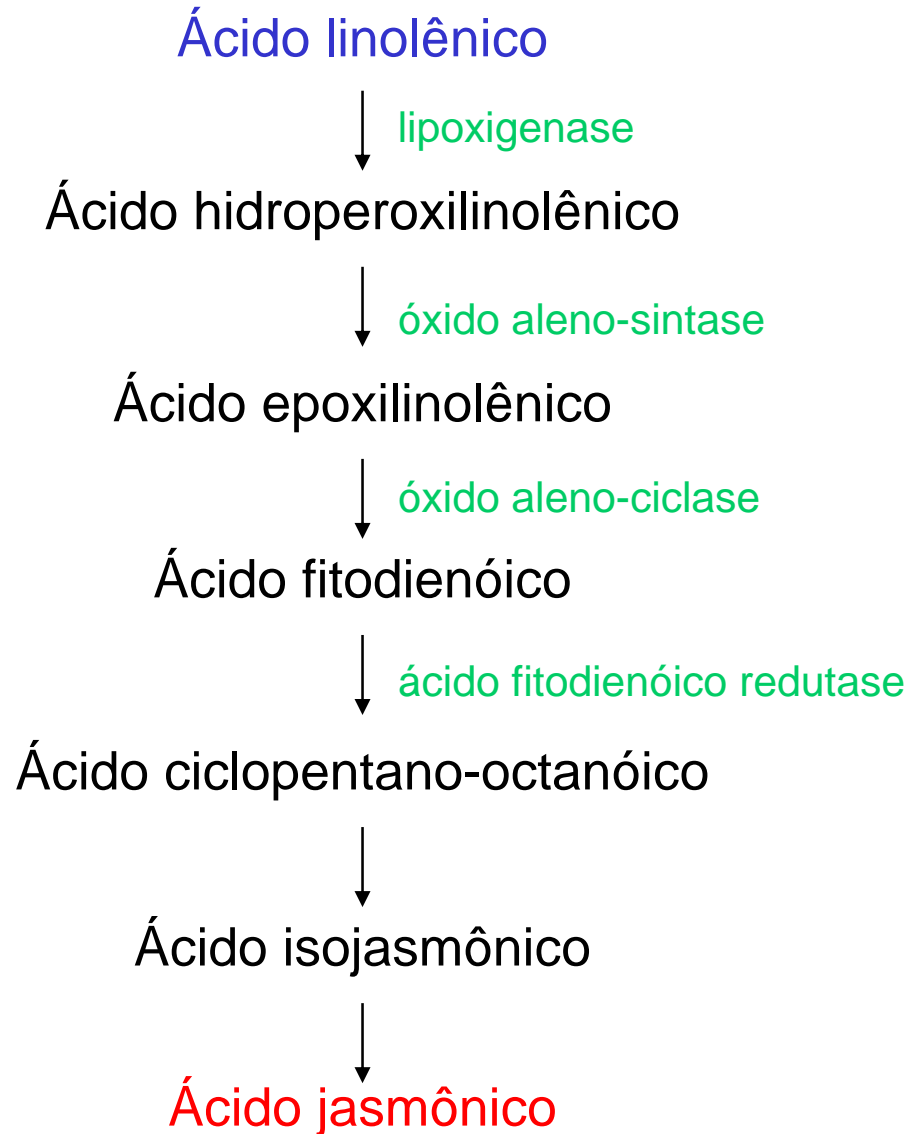 Ácido linolênico
lipoxigenase
Ácido hidroperoxilinolênico
óxido aleno-sintase
Ácido epoxilinolênico
óxido aleno-ciclase
Ácido fitodienóico
ácido fitodienóico redutase
Ácido ciclopentano-octanóico
Ácido isojasmônico
Ácido jasmônico